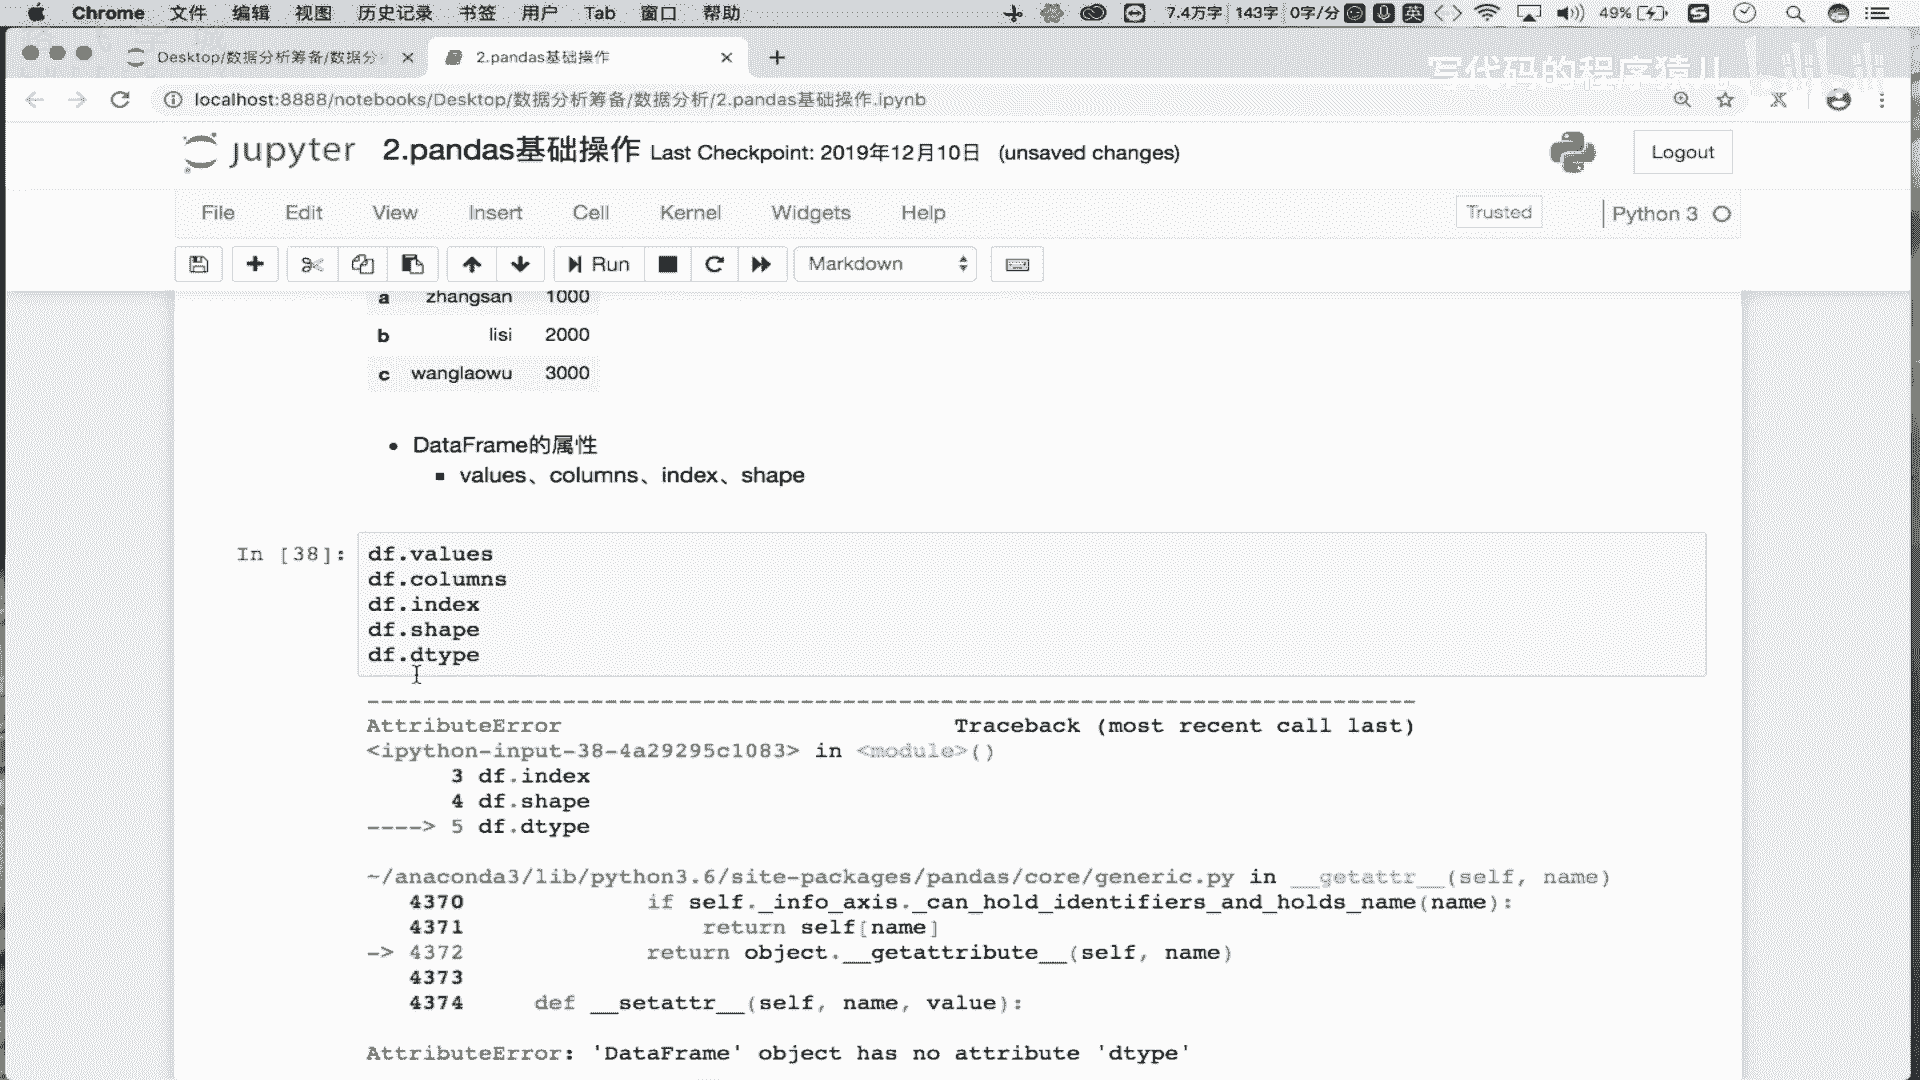 Chrome 文件 编辑 视图 历史记录 书签 用户 Tab 窗口 帮助 7.4万字 143字 0字/分 英 49%
Desktop/数据分析筹备/数据分 2.pandas基础操作
写代码的程序猿儿 bilibili
localhost:8888/notebooks/Desktop/数据分析筹备/数据分析/2.pandas基础操作.ipynb
jupyter 2.pandas基础操作 Last Checkpoint: 2019年12月10日 (unsaved changes) Logout
File Edit View Insert Cell Kernel Widgets Help Trusted Python 3
Run Markdown
a zhangsan 1000
b lisi 2000
c wanglaowu 3000
DataFrame的属性
values、columns、index、shape
In [38]: df.values
df.columns
df.index
df.shape
df.dtype
---------------------------------------------------------------------------
AttributeError Traceback (most recent call last)
<ipython-input-38-4a29295c1083> in <module>()
3 df.index
4 df.shape
----> 5 df.dtype
~/anaconda3/lib/python3.6/site-packages/pandas/core/generic.py in __getattr__(self, name)
4370 if self._info_axis._can_hold_identifiers_and_holds_name(name):
4371 return self[name]
-> 4372 return object.__getattribute__(self, name)
4373
4374 def __setattr__(self, name, value):
AttributeError: 'DataFrame' object has no attribute 'dtype'